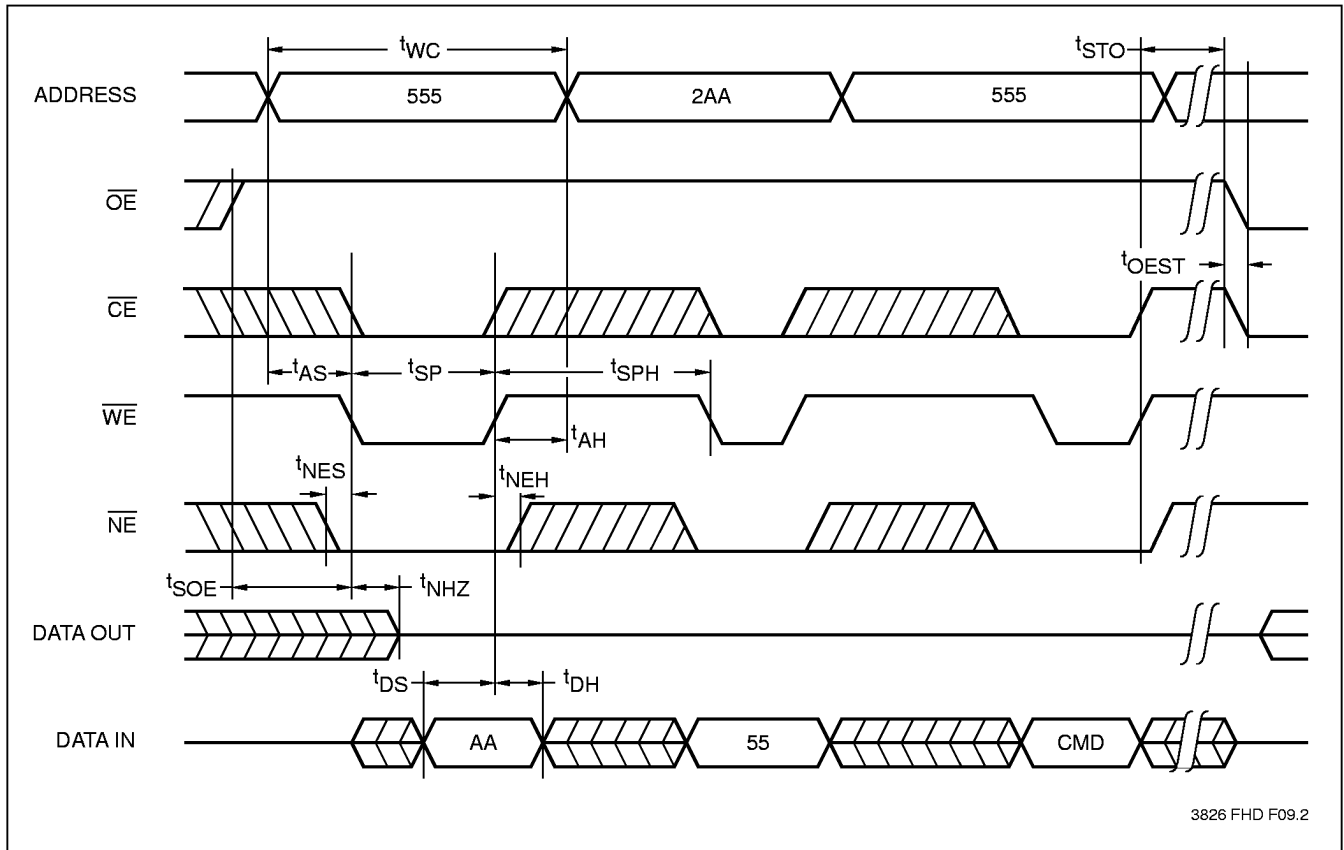 tWC
tSTO
ADDRESS
555
2AA
555
OE
tOEST
CE
tAS
tSP
tSPH
WE
tAH
tNES
tNEH
NE
tSOE
tNHZ
DATA OUT
tDS
tDH
DATA IN
AA
55
CMD
3826 FHD F09.2